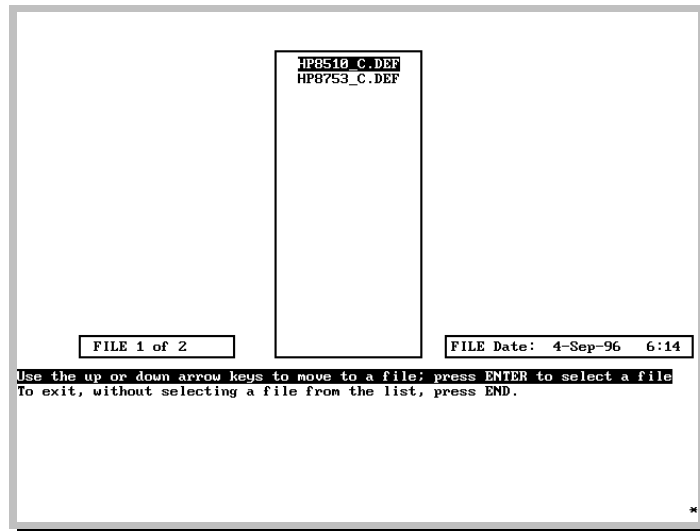 HP8510_C.DEF
HP8753_C.DEF
FILE 1 of 2
FILE Date: 4-Sep-96 6:14
Use the up or down arrow keys to move to a file; press ENTER to select a file
To exit, without selecting a file from the list, press END.
*